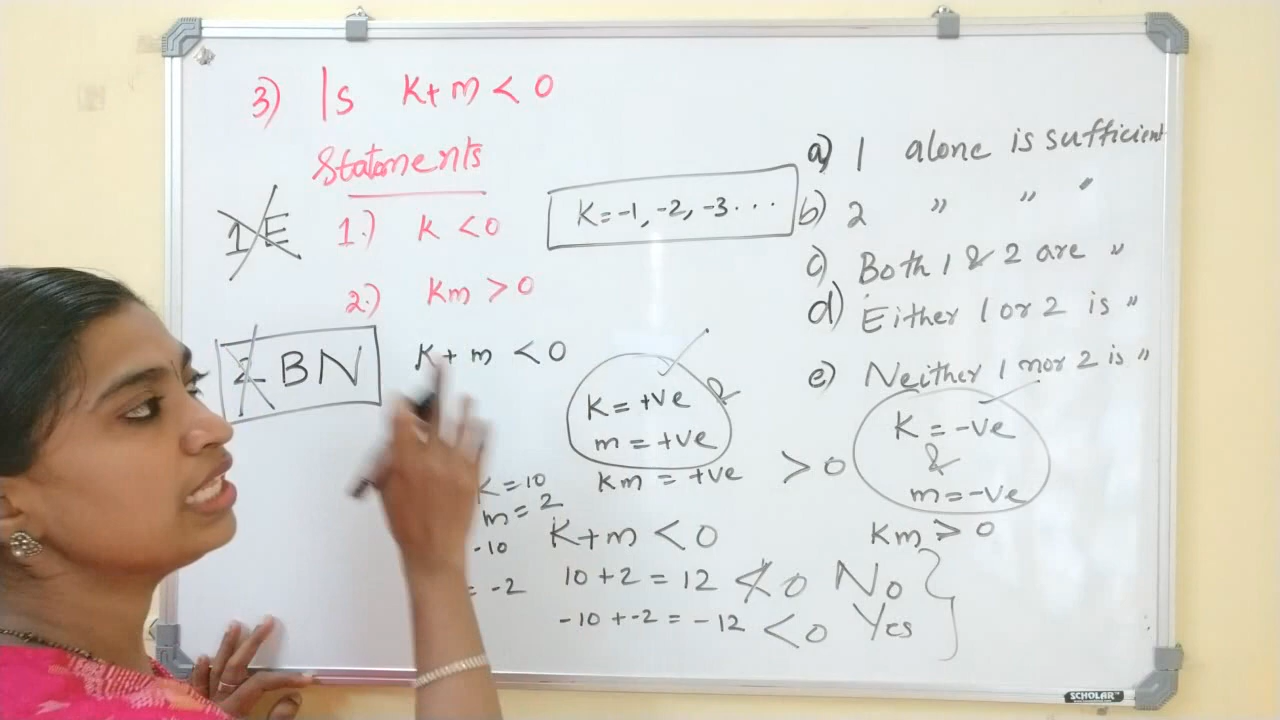 3) Is K+m < 0
Statements
1.) K < 0
2.) Km > 0
1 E
2 BN
K = -1, -2, -3 . . .
a) 1 alone is sufficient
b) 2 " " "
c) Both 1 & 2 are "
d) Either 1 or 2 is "
e) Neither 1 nor 2 is "
K + m < 0
K = +ve &
m = +ve
Km = +ve > 0
K = -ve
&
m = -ve
Km > 0
K = 10
m = 2
-10
= -2
K+m < 0
10 + 2 = 12 ≮ 0 No
-10 + -2 = -12 < 0 Yes
SCHOLAR